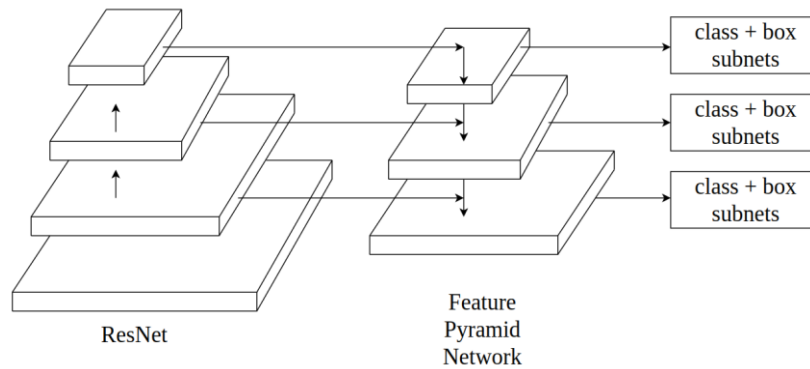 class + box
subnets
class + box
subnets
class + box
subnets
ResNet
Feature
Pyramid
Network